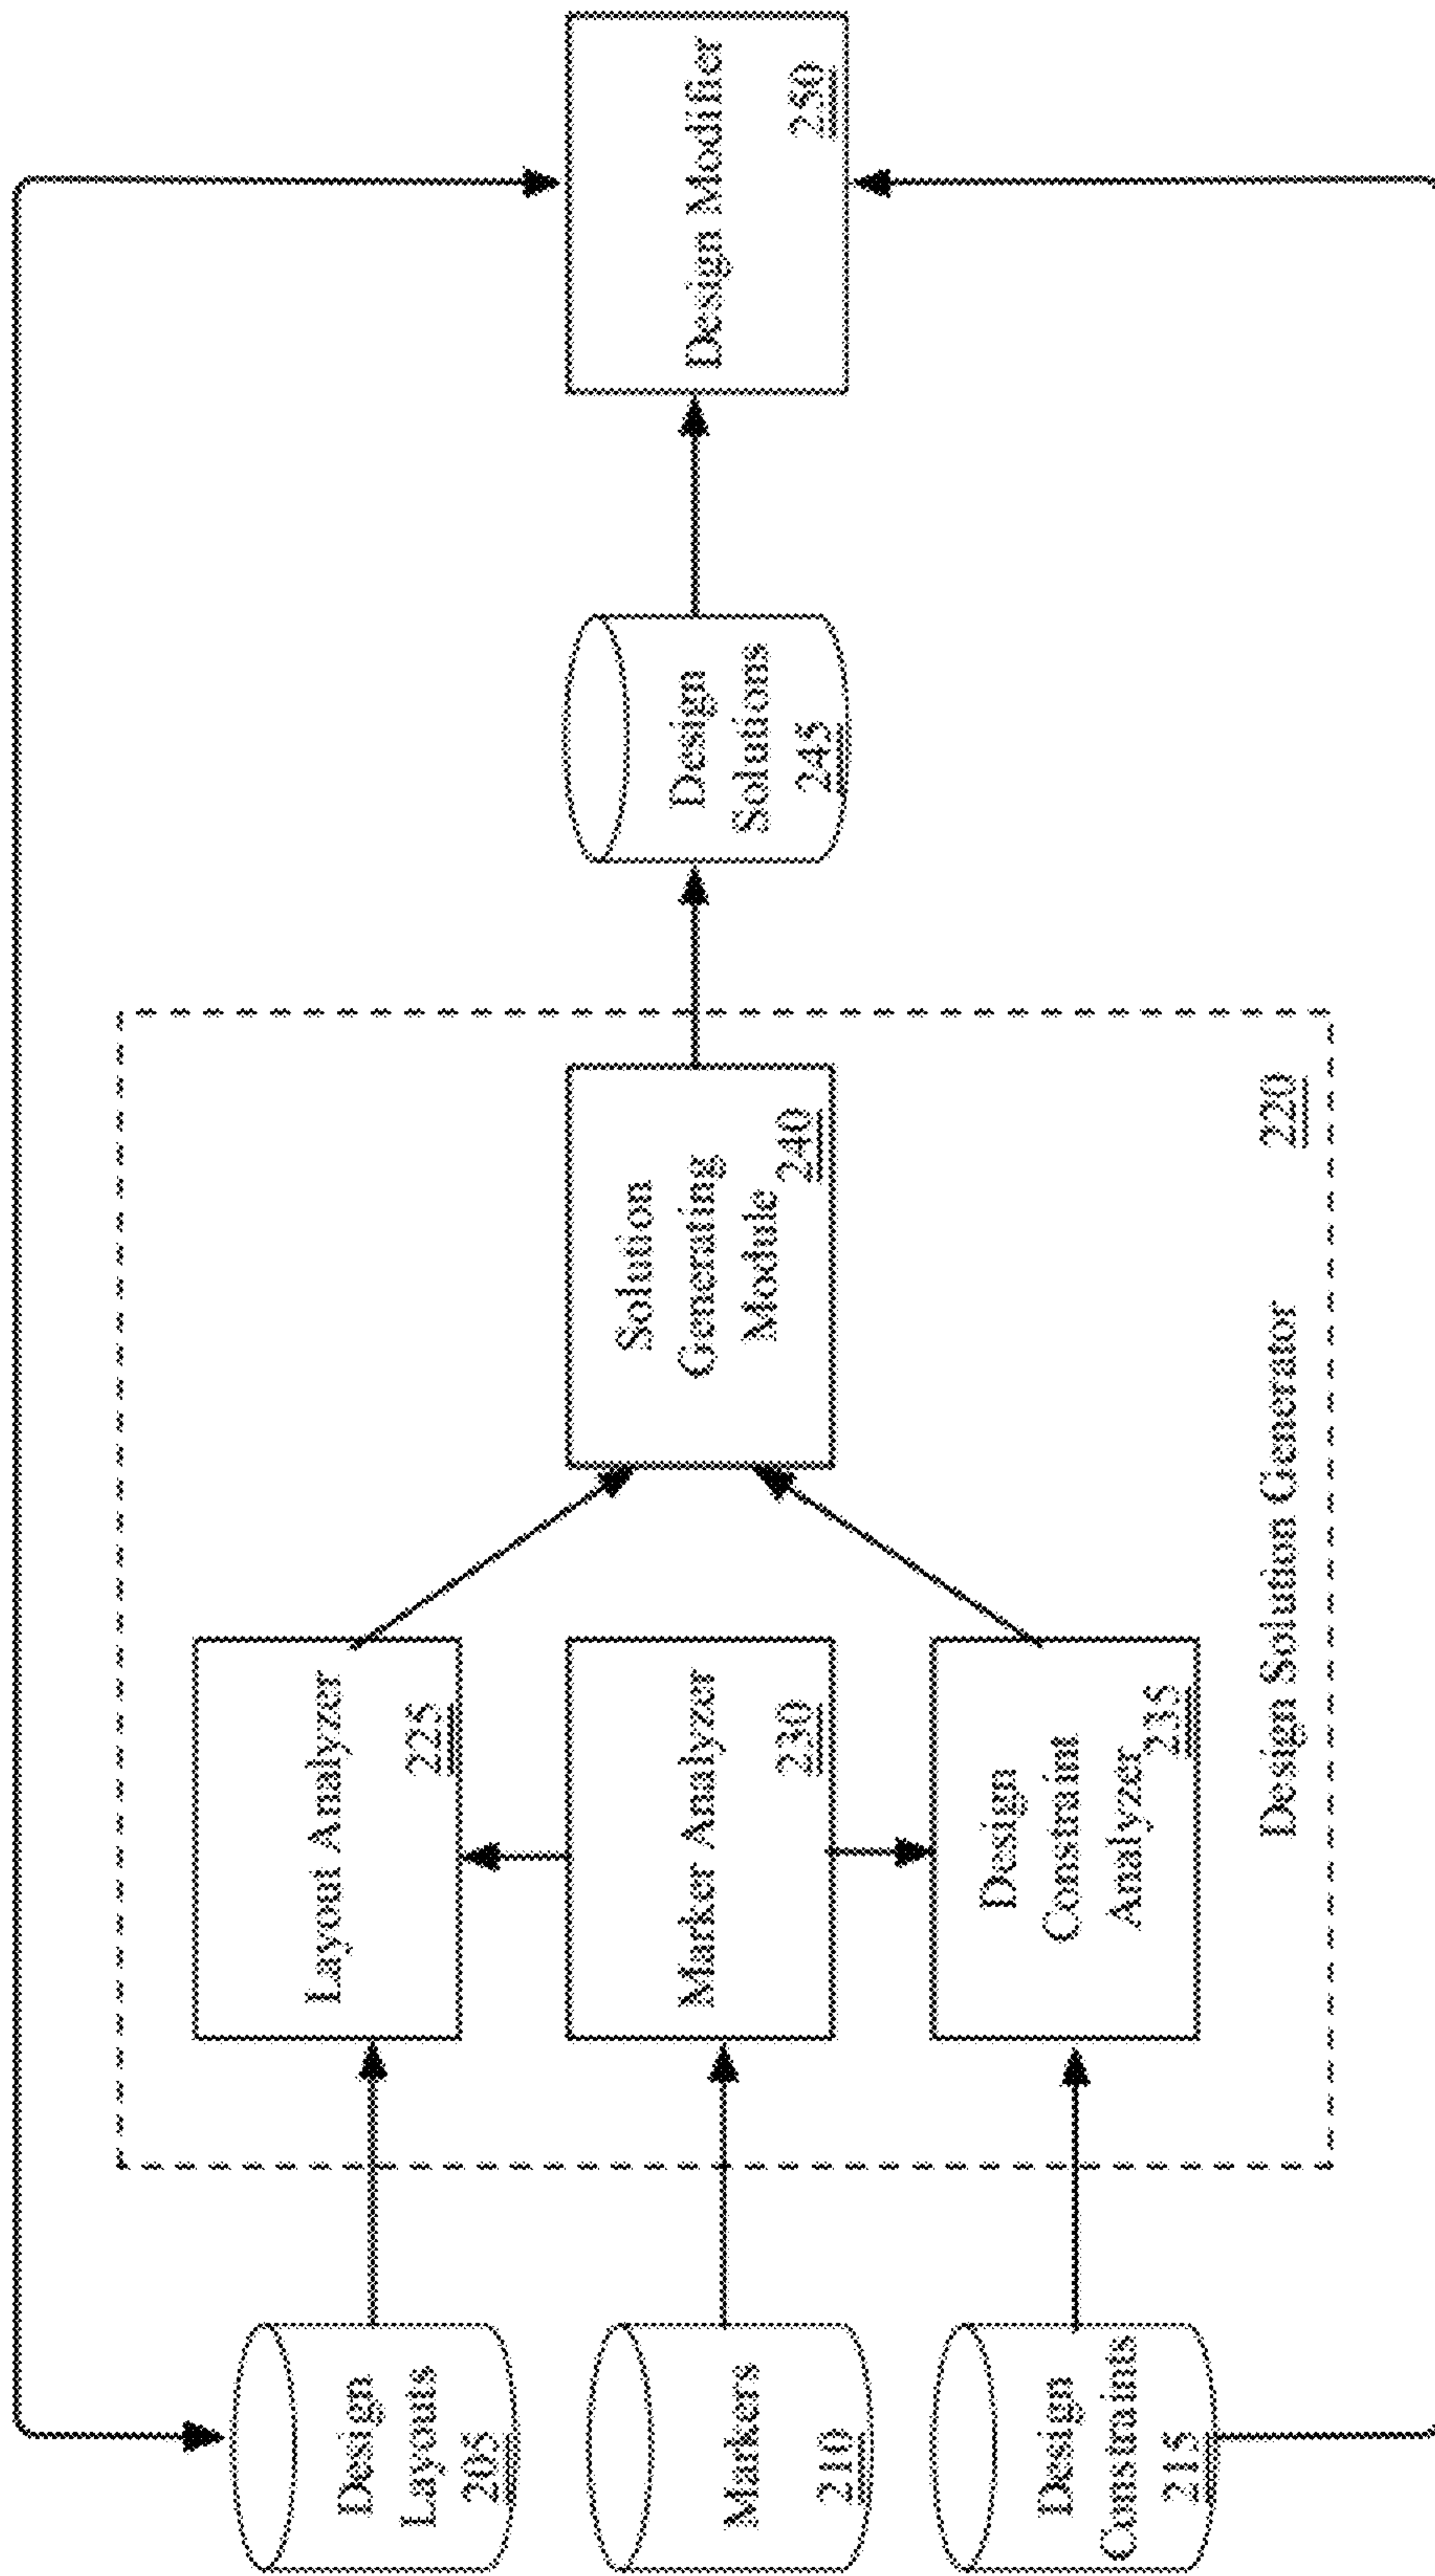 Design
Layouts
205
Markers
210
Design
Constraints
215
Layout Analyzer
225
Marker Analyzer
230
Design
Constraint
Analyzer
235
Solution
Generating
Module
240
Design Solution Generator
220
Design
Solutions
245
Design Modifier
250